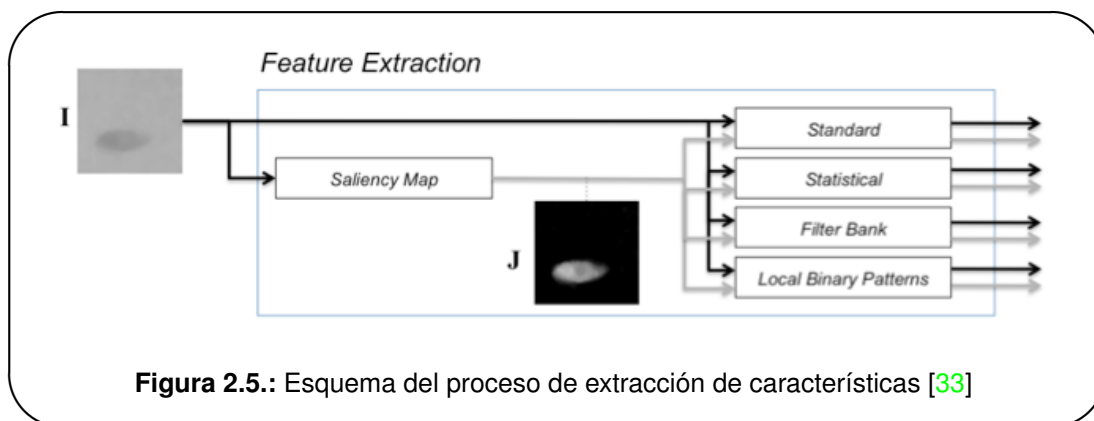 Feature Extraction
I
Standard
Saliency Map
Statistical
Filter Bank
J
Local Binary Patterns
Figura 2.5.: Esquema del proceso de extracción de características [33]